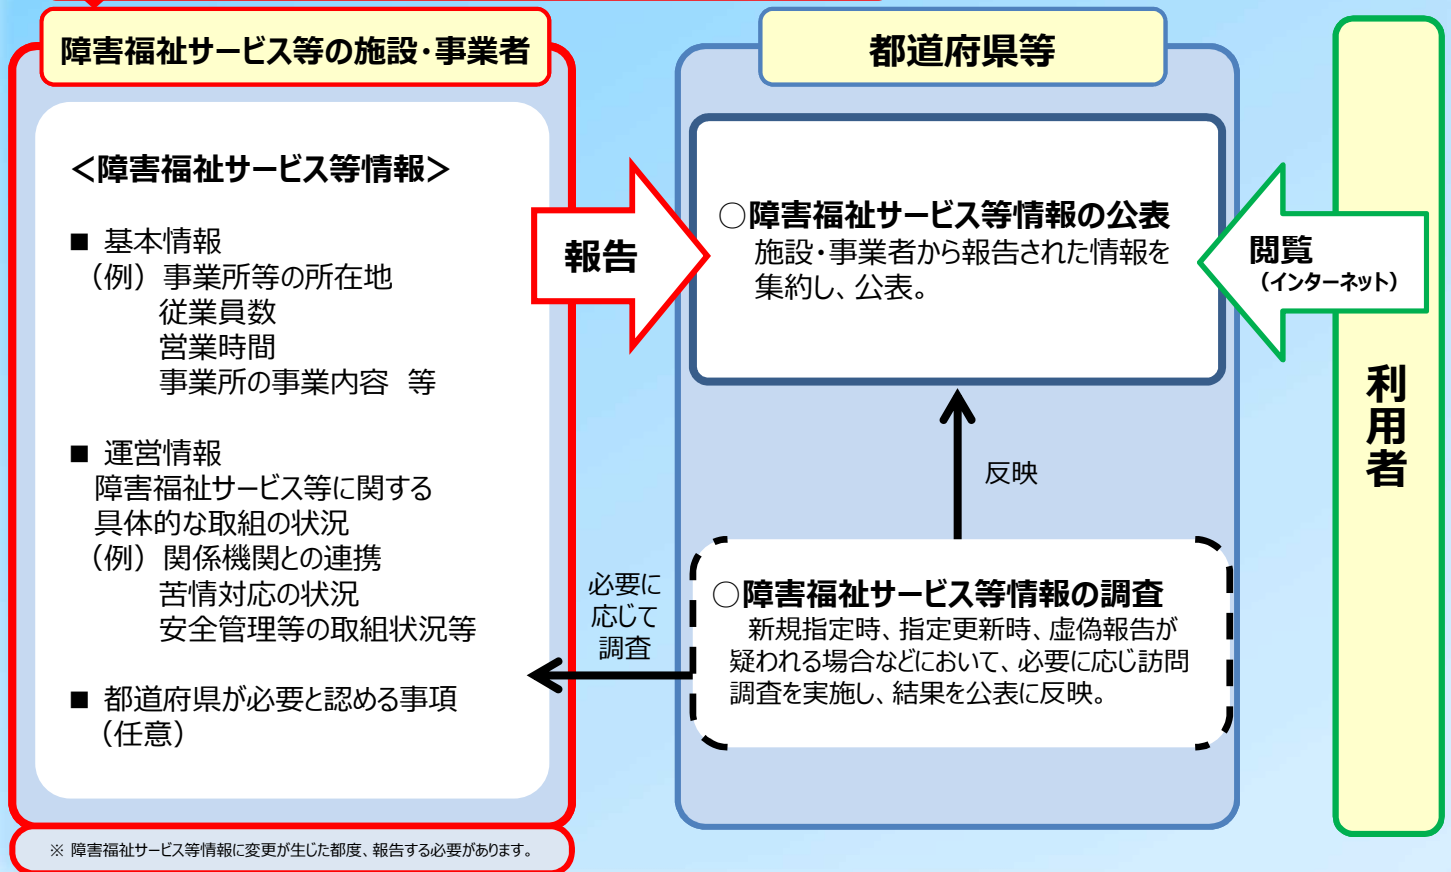 障害福祉サービス等の施設・事業者
＜障害福祉サービス等情報＞
■ 基本情報
（例）事業所等の所在地
従業員数
営業時間
事業所の事業内容 等
■ 運営情報
障害福祉サービス等に関する
具体的な取組の状況
（例）関係機関との連携
苦情対応の状況
安全管理等の取組状況等
■ 都道府県が必要と認める事項
（任意）
※ 障害福祉サービス等情報に変更が生じた都度、報告する必要があります。
報告
必要に
応じて
調査
都道府県等
○障害福祉サービス等情報の公表
施設・事業者から報告された情報を
集約し、公表。
反映
○障害福祉サービス等情報の調査
新規指定時、指定更新時、虚偽報告が
疑われる場合などにおいて、必要に応じ訪問
調査を実施し、結果を公表に反映。
閲覧
（インターネット）
利用者